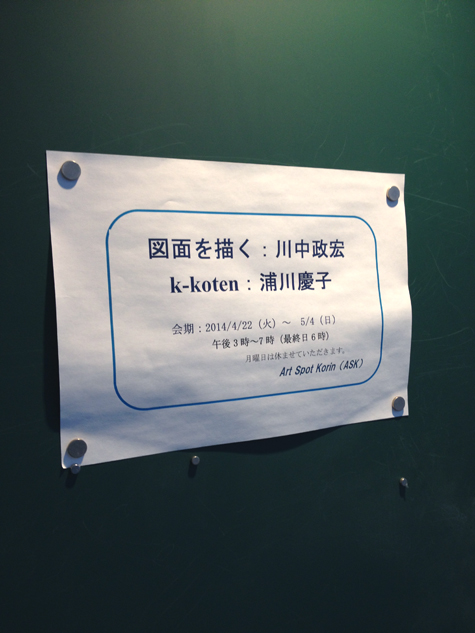 図面を描く：川中政宏
k-koten：浦川慶子
会期：2014/4/22（火）～ 5/4（日）
午後３時～７時（最終日６時）
月曜日は休ませていただきます。
Art Spot Korin（ASK）